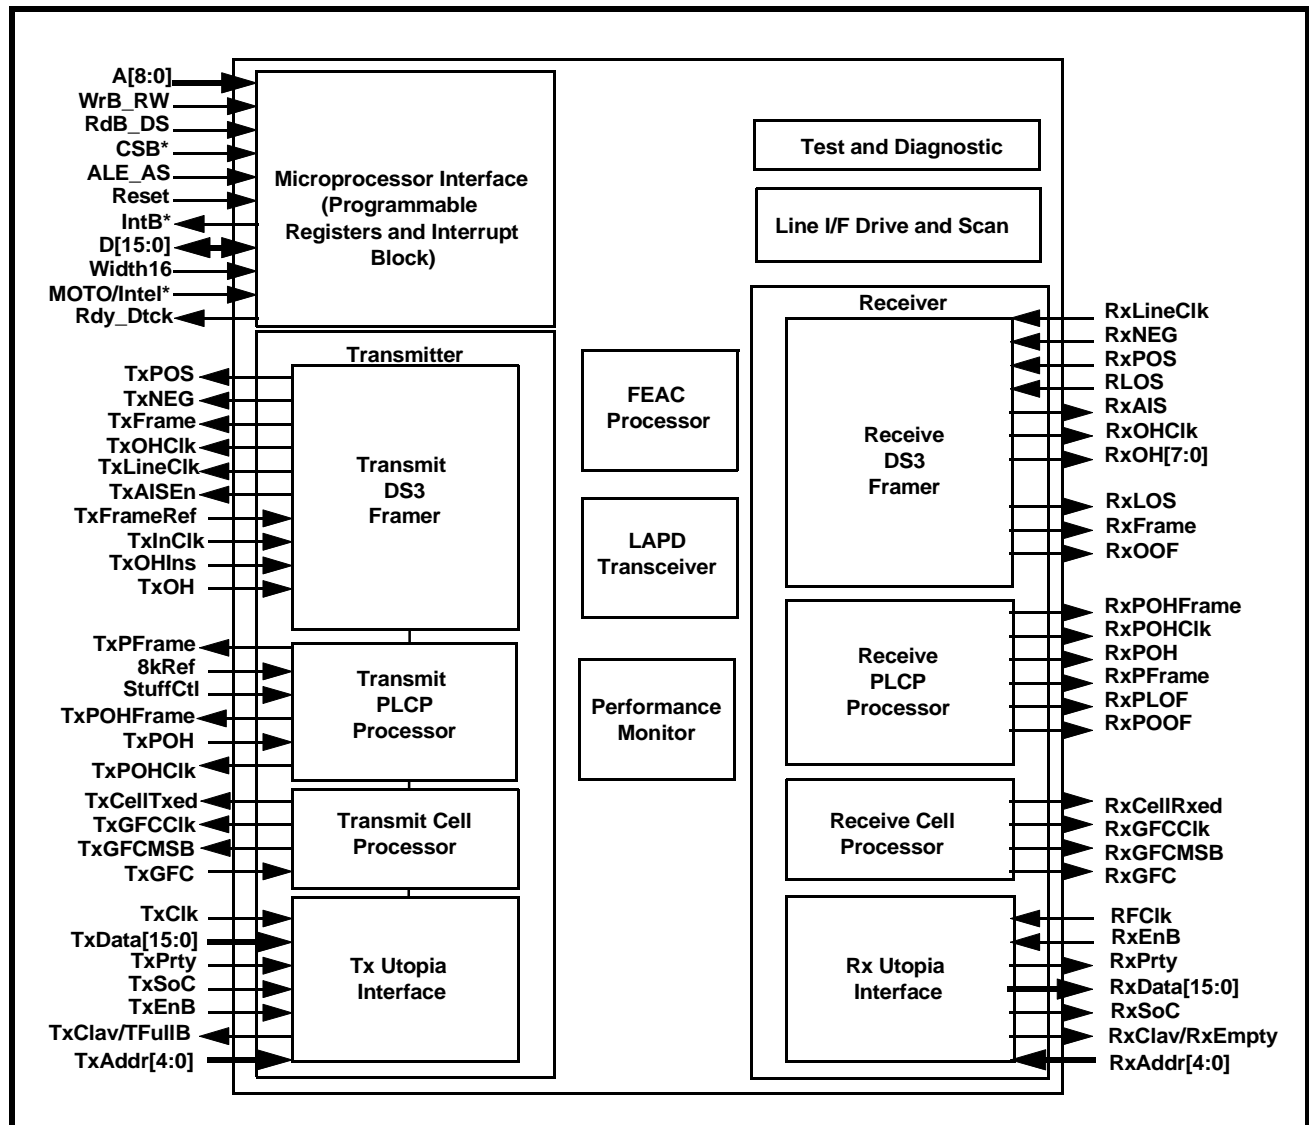 A[8:0]
WrB_RW
RdB_DS
CSB*
ALE_AS
Reset
IntB*
D[15:0]
Width16
MOTO/Intel*
Rdy_Dtck
Microprocessor Interface
(Programmable
Registers and Interrupt
Block)
Test and Diagnostic
Line I/F Drive and Scan
Transmitter
TxPOS
TxNEG
TxFrame
TxOHClk
TxLineClk
TxAISEn
TxFrameRef
TxInClk
TxOHIns
TxOH
Transmit
DS3
Framer
TxPFrame
8kRef
StuffCtl
TxPOHFrame
TxPOH
TxPOHClk
Transmit
PLCP
Processor
TxCellTxed
TxGFCClk
TxGFCMSB
TxGFC
Transmit Cell
Processor
TxClk
TxData[15:0]
TxPrty
TxSoC
TxEnB
TxClav/TFullB
TxAddr[4:0]
Tx Utopia
Interface
FEAC
Processor
LAPD
Transceiver
Performance
Monitor
Receiver
Receive
DS3
Framer
RxLineClk
RxNEG
RxPOS
RLOS
RxAIS
RxOHClk
RxOH[7:0]
RxLOS
RxFrame
RxOOF
Receive
PLCP
Processor
RxPOHFrame
RxPOHClk
RxPOH
RxPFrame
RxPLOF
RxPOOF
Receive Cell
Processor
RxCellRxed
RxGFCClk
RxGFCMSB
RxGFC
Rx Utopia
Interface
RFClk
RxEnB
RxPrty
RxData[15:0]
RxSoC
RxClav/RxEmpty
RxAddr[4:0]